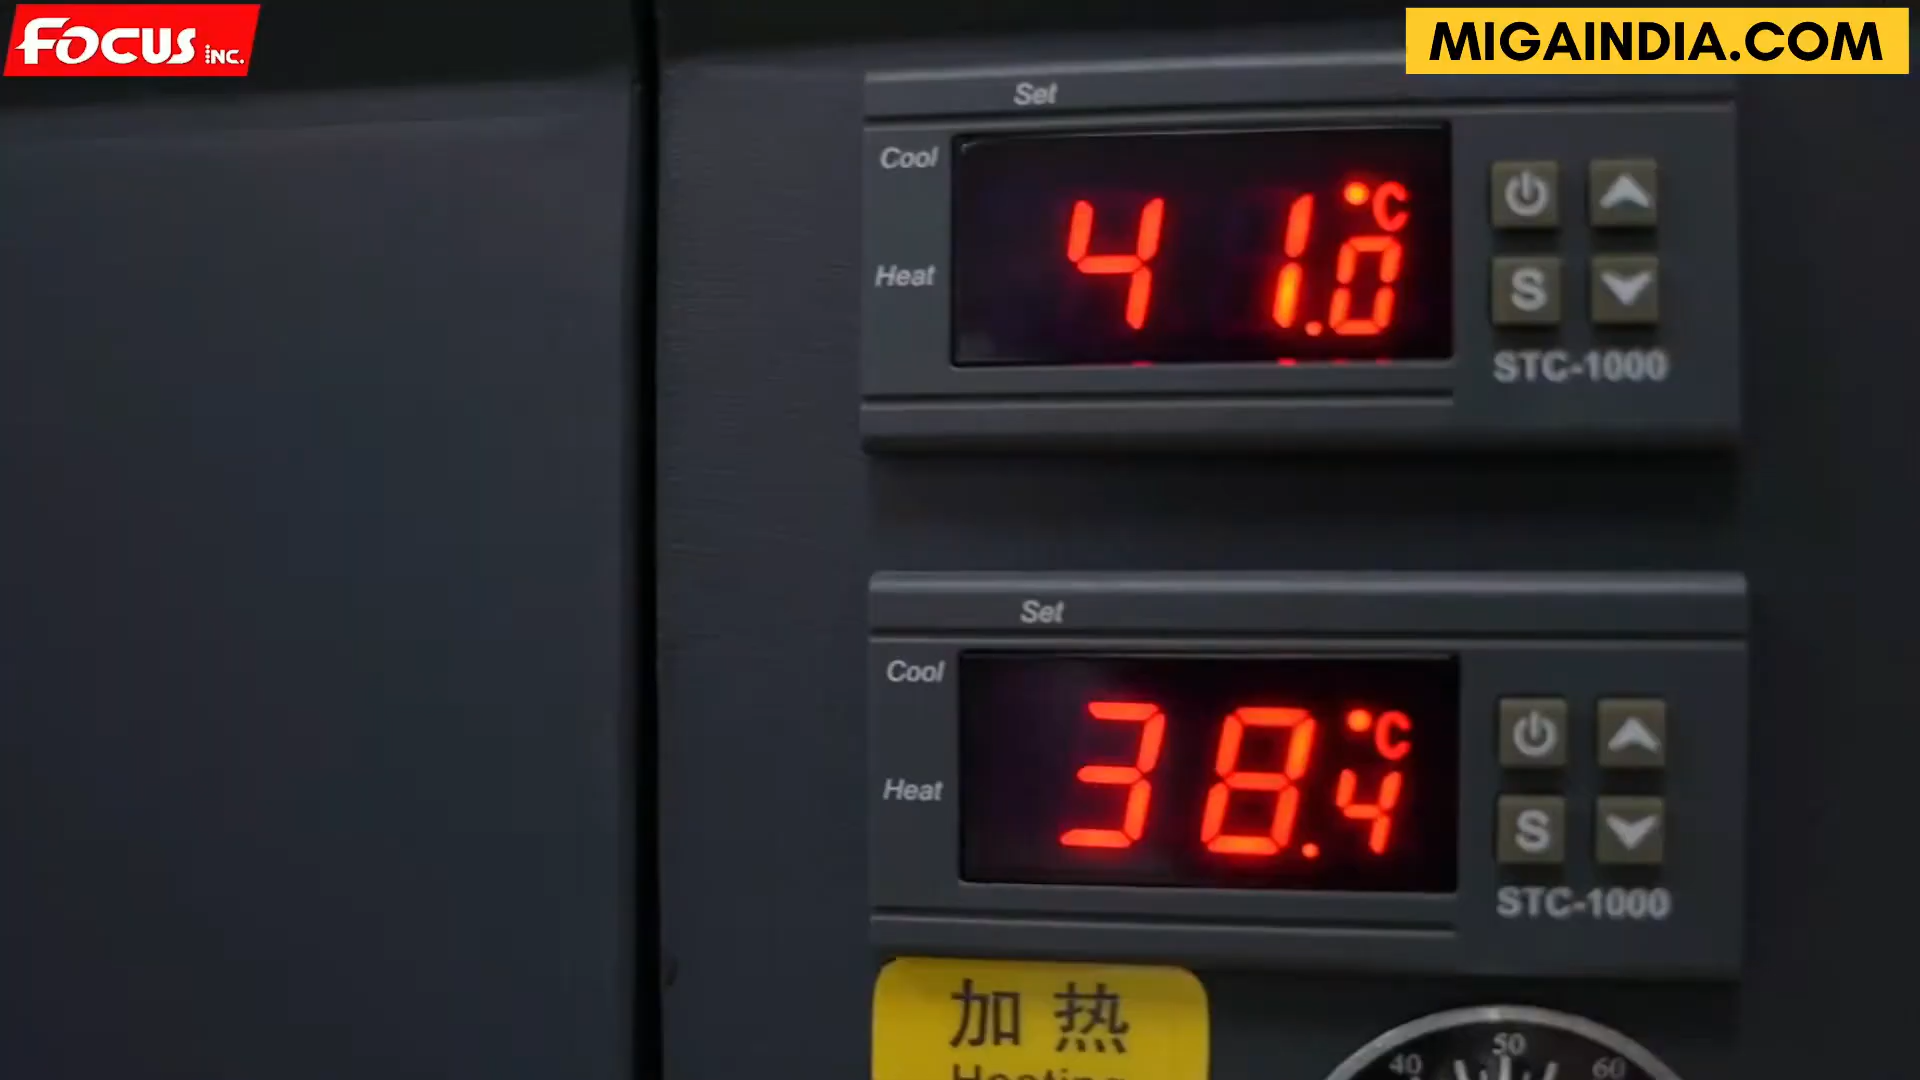 FOCUS INC.
MIGAINDIA.COM
Set
Cool
41.0 °C
Heat
S
STC-1000
Set
Cool
38.4 °C
Heat
S
STC-1000
加热
Heating
40 50 60